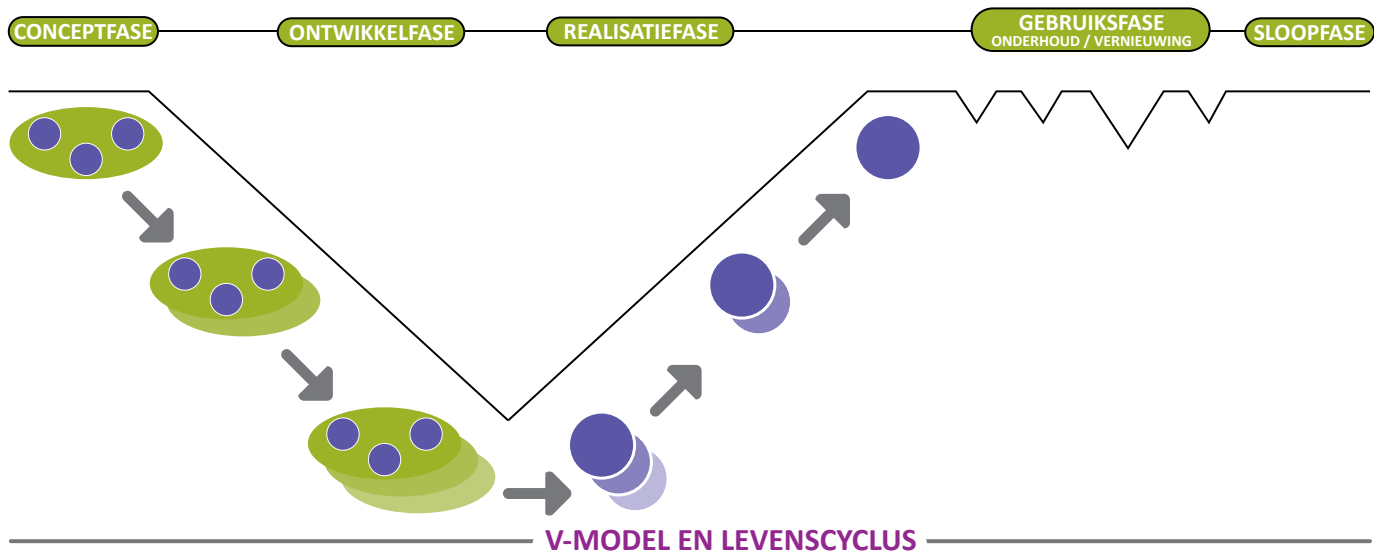 CONCEPTFASE
ONTWIKKELFASE
REALISATIEFASE
GEBRUIKSFASE
ONDERHOUD / VERNIEUWING
SLOOPFASE
V-MODEL EN LEVENSCYCLUS